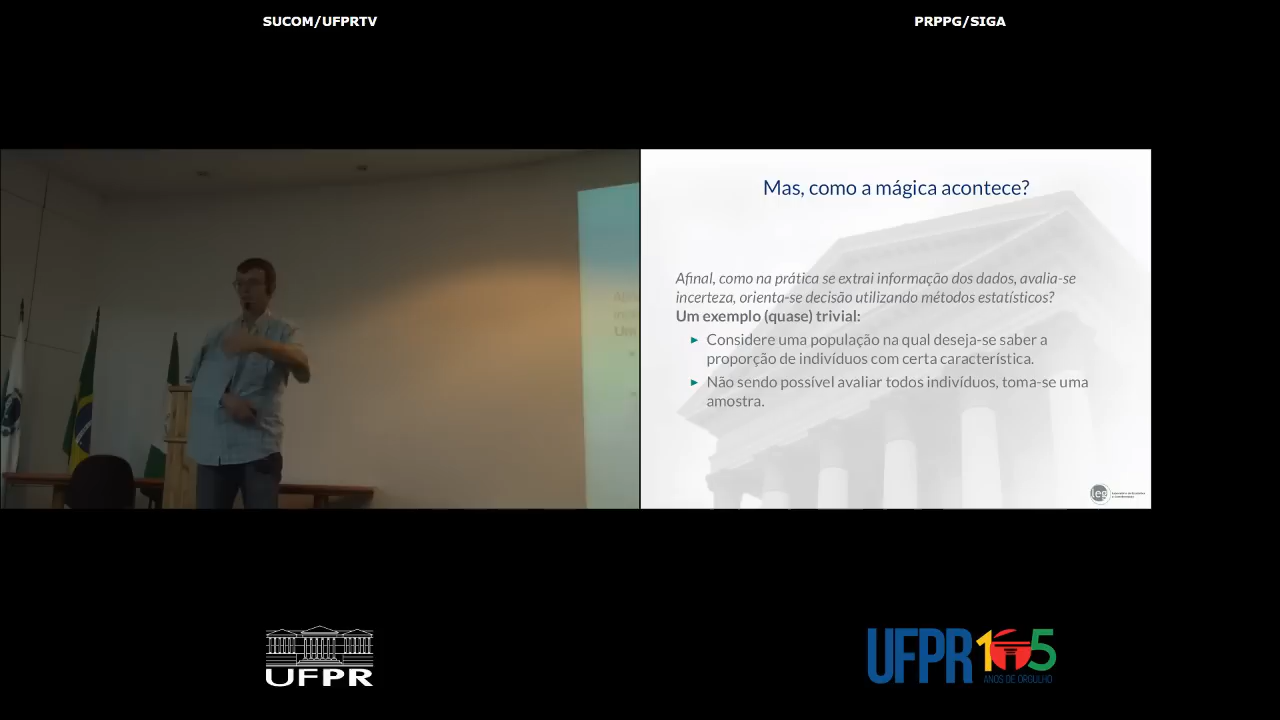 SUCOM/UFPRTV
PRPPG/SIGA
Mas, como a mágica acontece?
Afinal, como na prática se extrai informação dos dados, avalia-se
incerteza, orienta-se decisão utilizando métodos estatísticos?
Um exemplo (quase) trivial:
Considere uma população na qual deseja-se saber a
proporção de indivíduos com certa característica.
Não sendo possível avaliar todos indivíduos, toma-se uma
amostra.
leg
UFPR
UFPR 105
ANOS DE ORGULHO